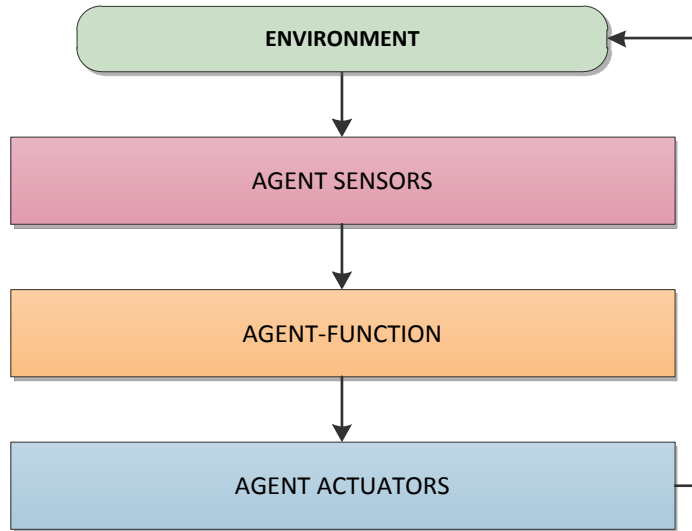 ENVIRONMENT
AGENT SENSORS
AGENT-FUNCTION
AGENT ACTUATORS